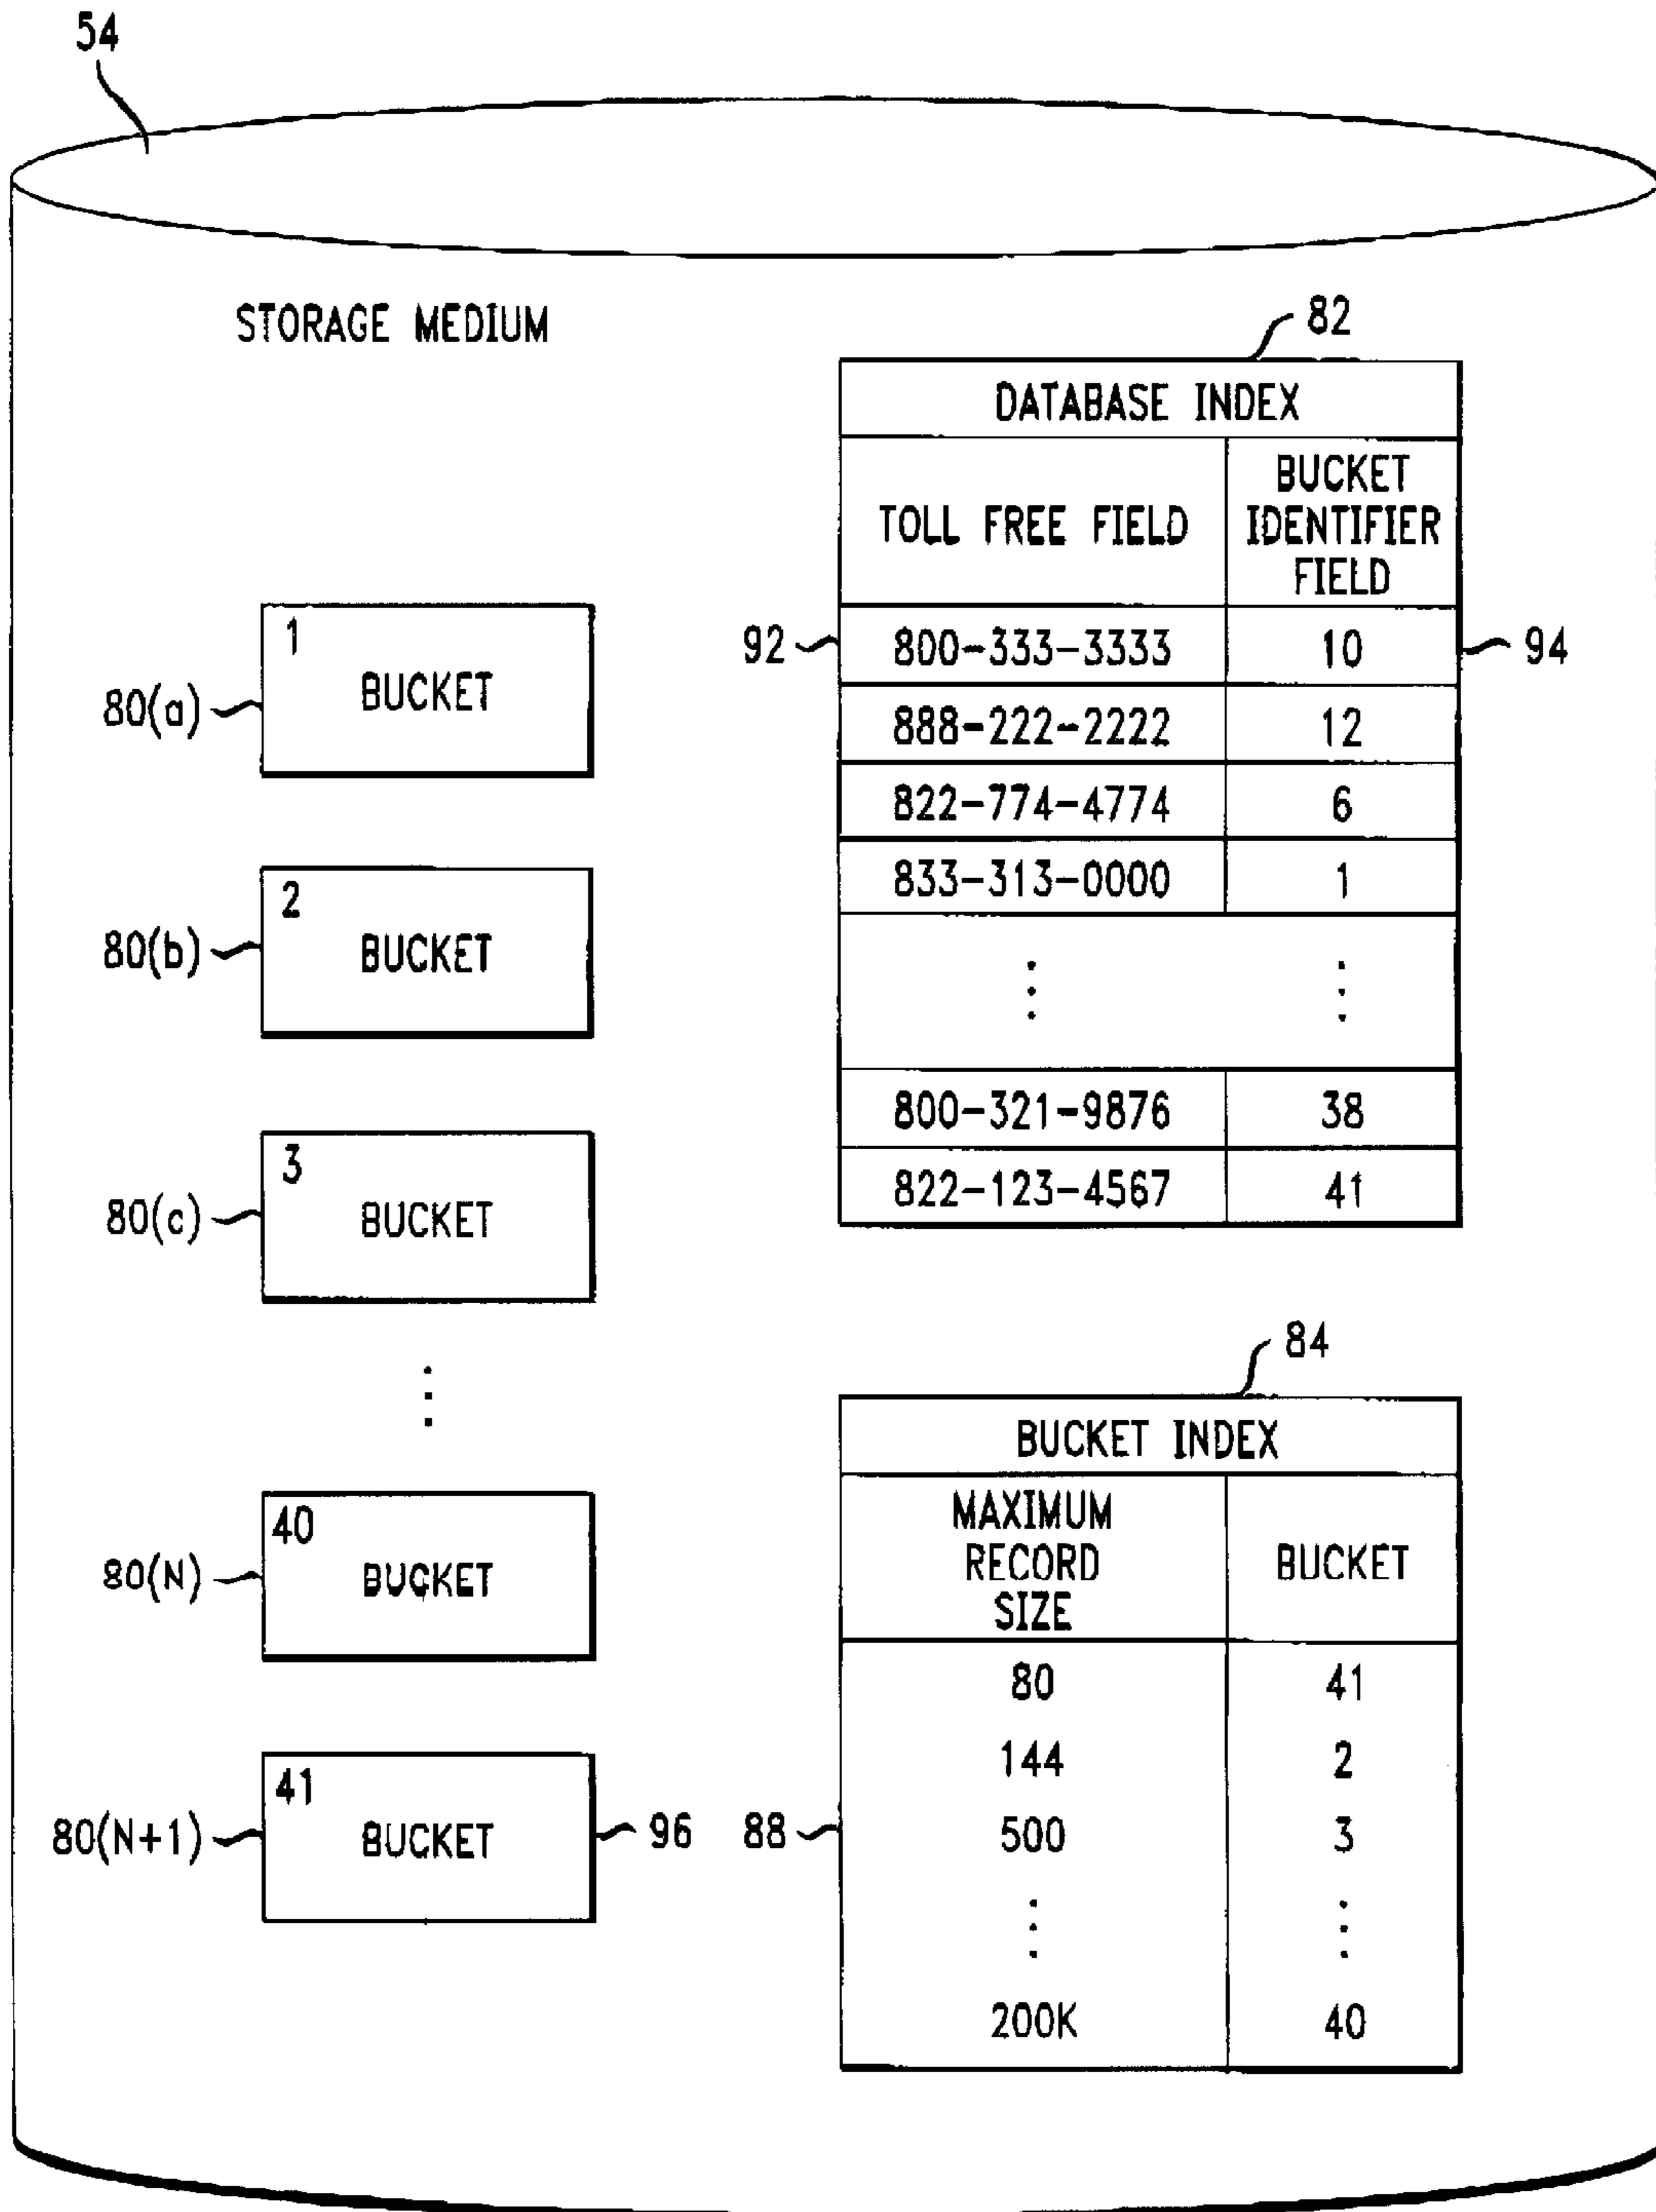 54
STORAGE MEDIUM
82
DATABASE INDEX
TOLL FREE FIELD
BUCKET
IDENTIFIER
FIELD
92 800-333-3333 10 94
888-222-2222 12
822-774-4774 6
833-313-0000 1
800-321-9876 38
822-123-4567 41
1
80(a) BUCKET
2
80(b) BUCKET
3
80(c) BUCKET
40
80(N) BUCKET
41
80(N+1) BUCKET 96
84
BUCKET INDEX
MAXIMUM
RECORD
SIZE
BUCKET
80 41
144 2
88 500 3
200K 40